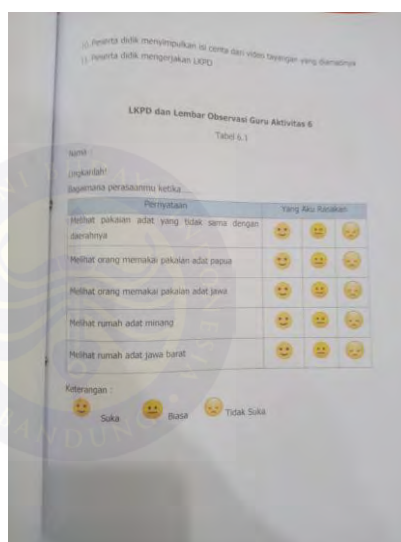 Peserta didik menyimpulkan isi cerita dari video tayangan yang diamatinya
Peserta didik mengerjakan LKPD
LKPD dan Lembar Observasi Guru Aktivitas 6
Tabel 6.1
Nama :
Lingkarilah!
Bagaimana perasaanmu ketika
Pernyataan
Yang Aku Rasakan
Melihat pakaian adat yang tidak sama dengan
daerahnya
Melihat orang memakai pakaian adat papua
Melihat orang memakai pakaian adat jawa
Melihat rumah adat minang
Melihat rumah adat jawa barat
Keterangan :
Suka
Biasa
Tidak Suka
BANDUNG